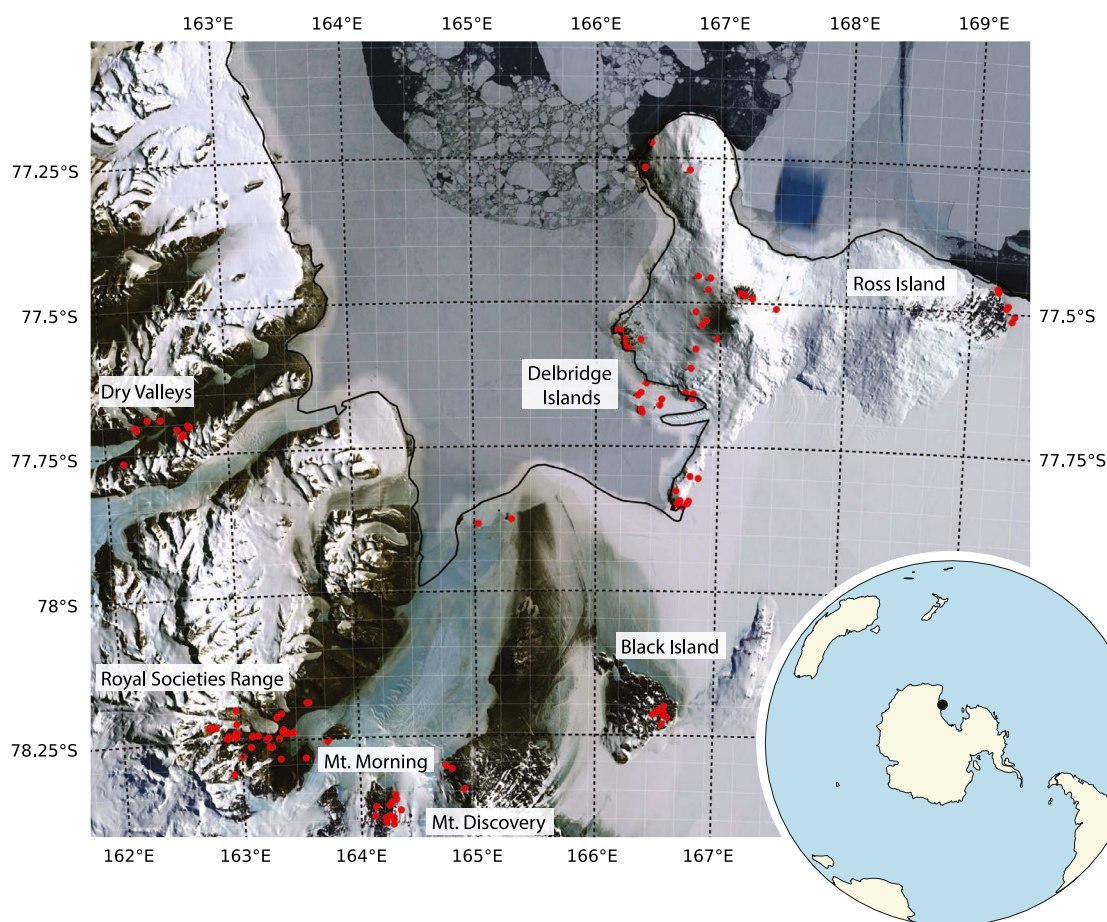 163°E 164°E 165°E 166°E 167°E 168°E 169°E
77.25°S
Ross Island
77.5°S
77.5°S
Delbridge
Islands
Dry Valleys
77.75°S
77.75°S
78°S
Black Island
Royal Societies Range
78.25°S
Mt. Morning
Mt. Discovery
162°E 163°E 164°E 165°E 166°E 167°E